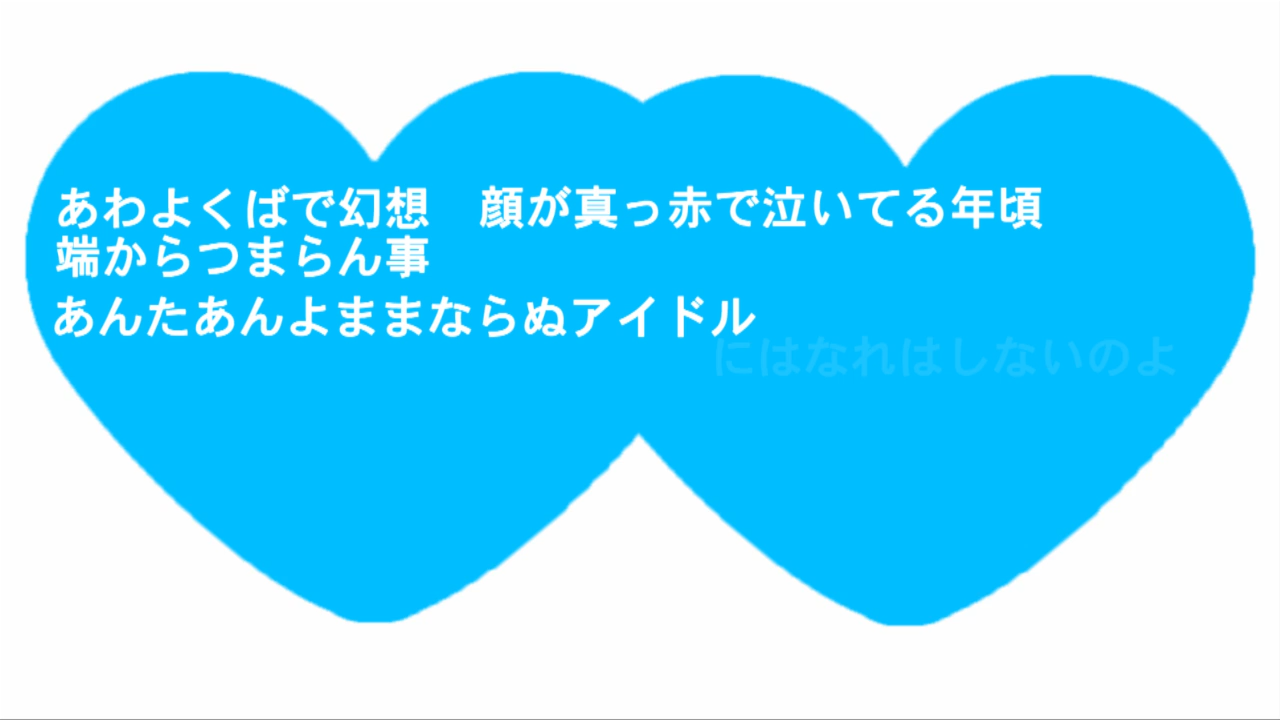 あわよくばで幻想　顔が真っ赤で泣いてる年頃
端からつまらん事
あんたあんよままならぬアイドル
にはなれはしないのよ